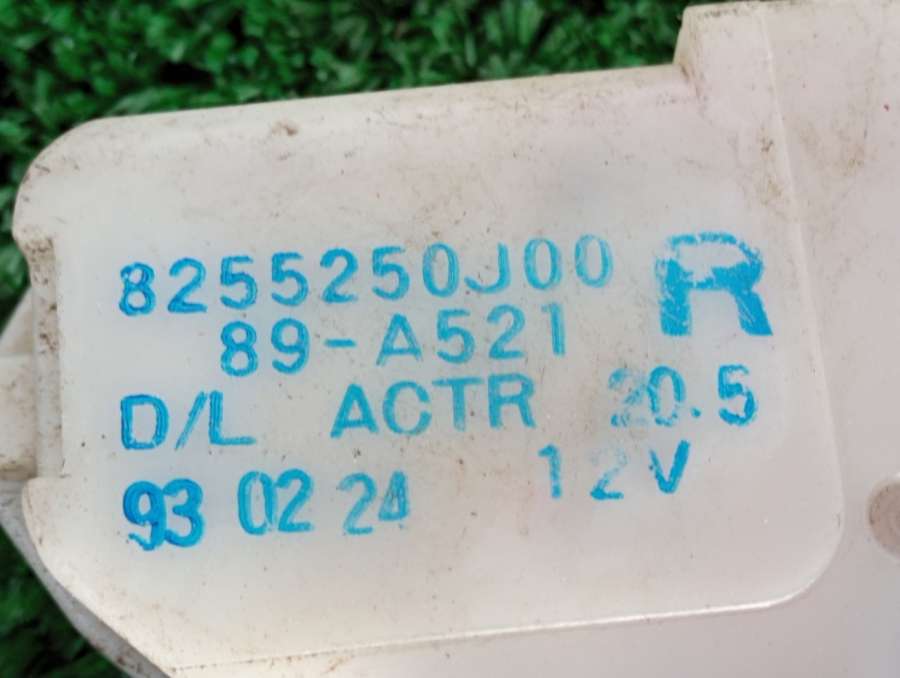 8255250J00 R
89-A521
D/L ACTR 20.5
93 02 24 12V